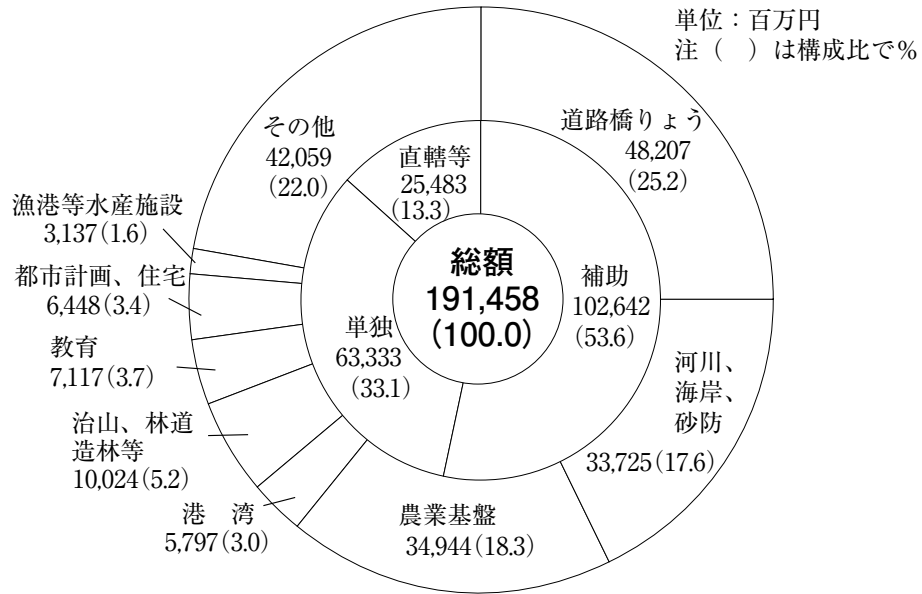 単位：百万円
注（　）は構成比で%
道路橋りょう
48,207
(25.2)
河川、
海岸、
砂防
33,725(17.6)
農業基盤
34,944(18.3)
港　湾
5,797(3.0)
治山、林道
造林等
10,024(5.2)
教育
7,117(3.7)
都市計画、住宅
6,448(3.4)
漁港等水産施設
3,137(1.6)
その他
42,059
(22.0)
直轄等
25,483
(13.3)
補助
102,642
(53.6)
単独
63,333
(33.1)
総額
191,458
(100.0)